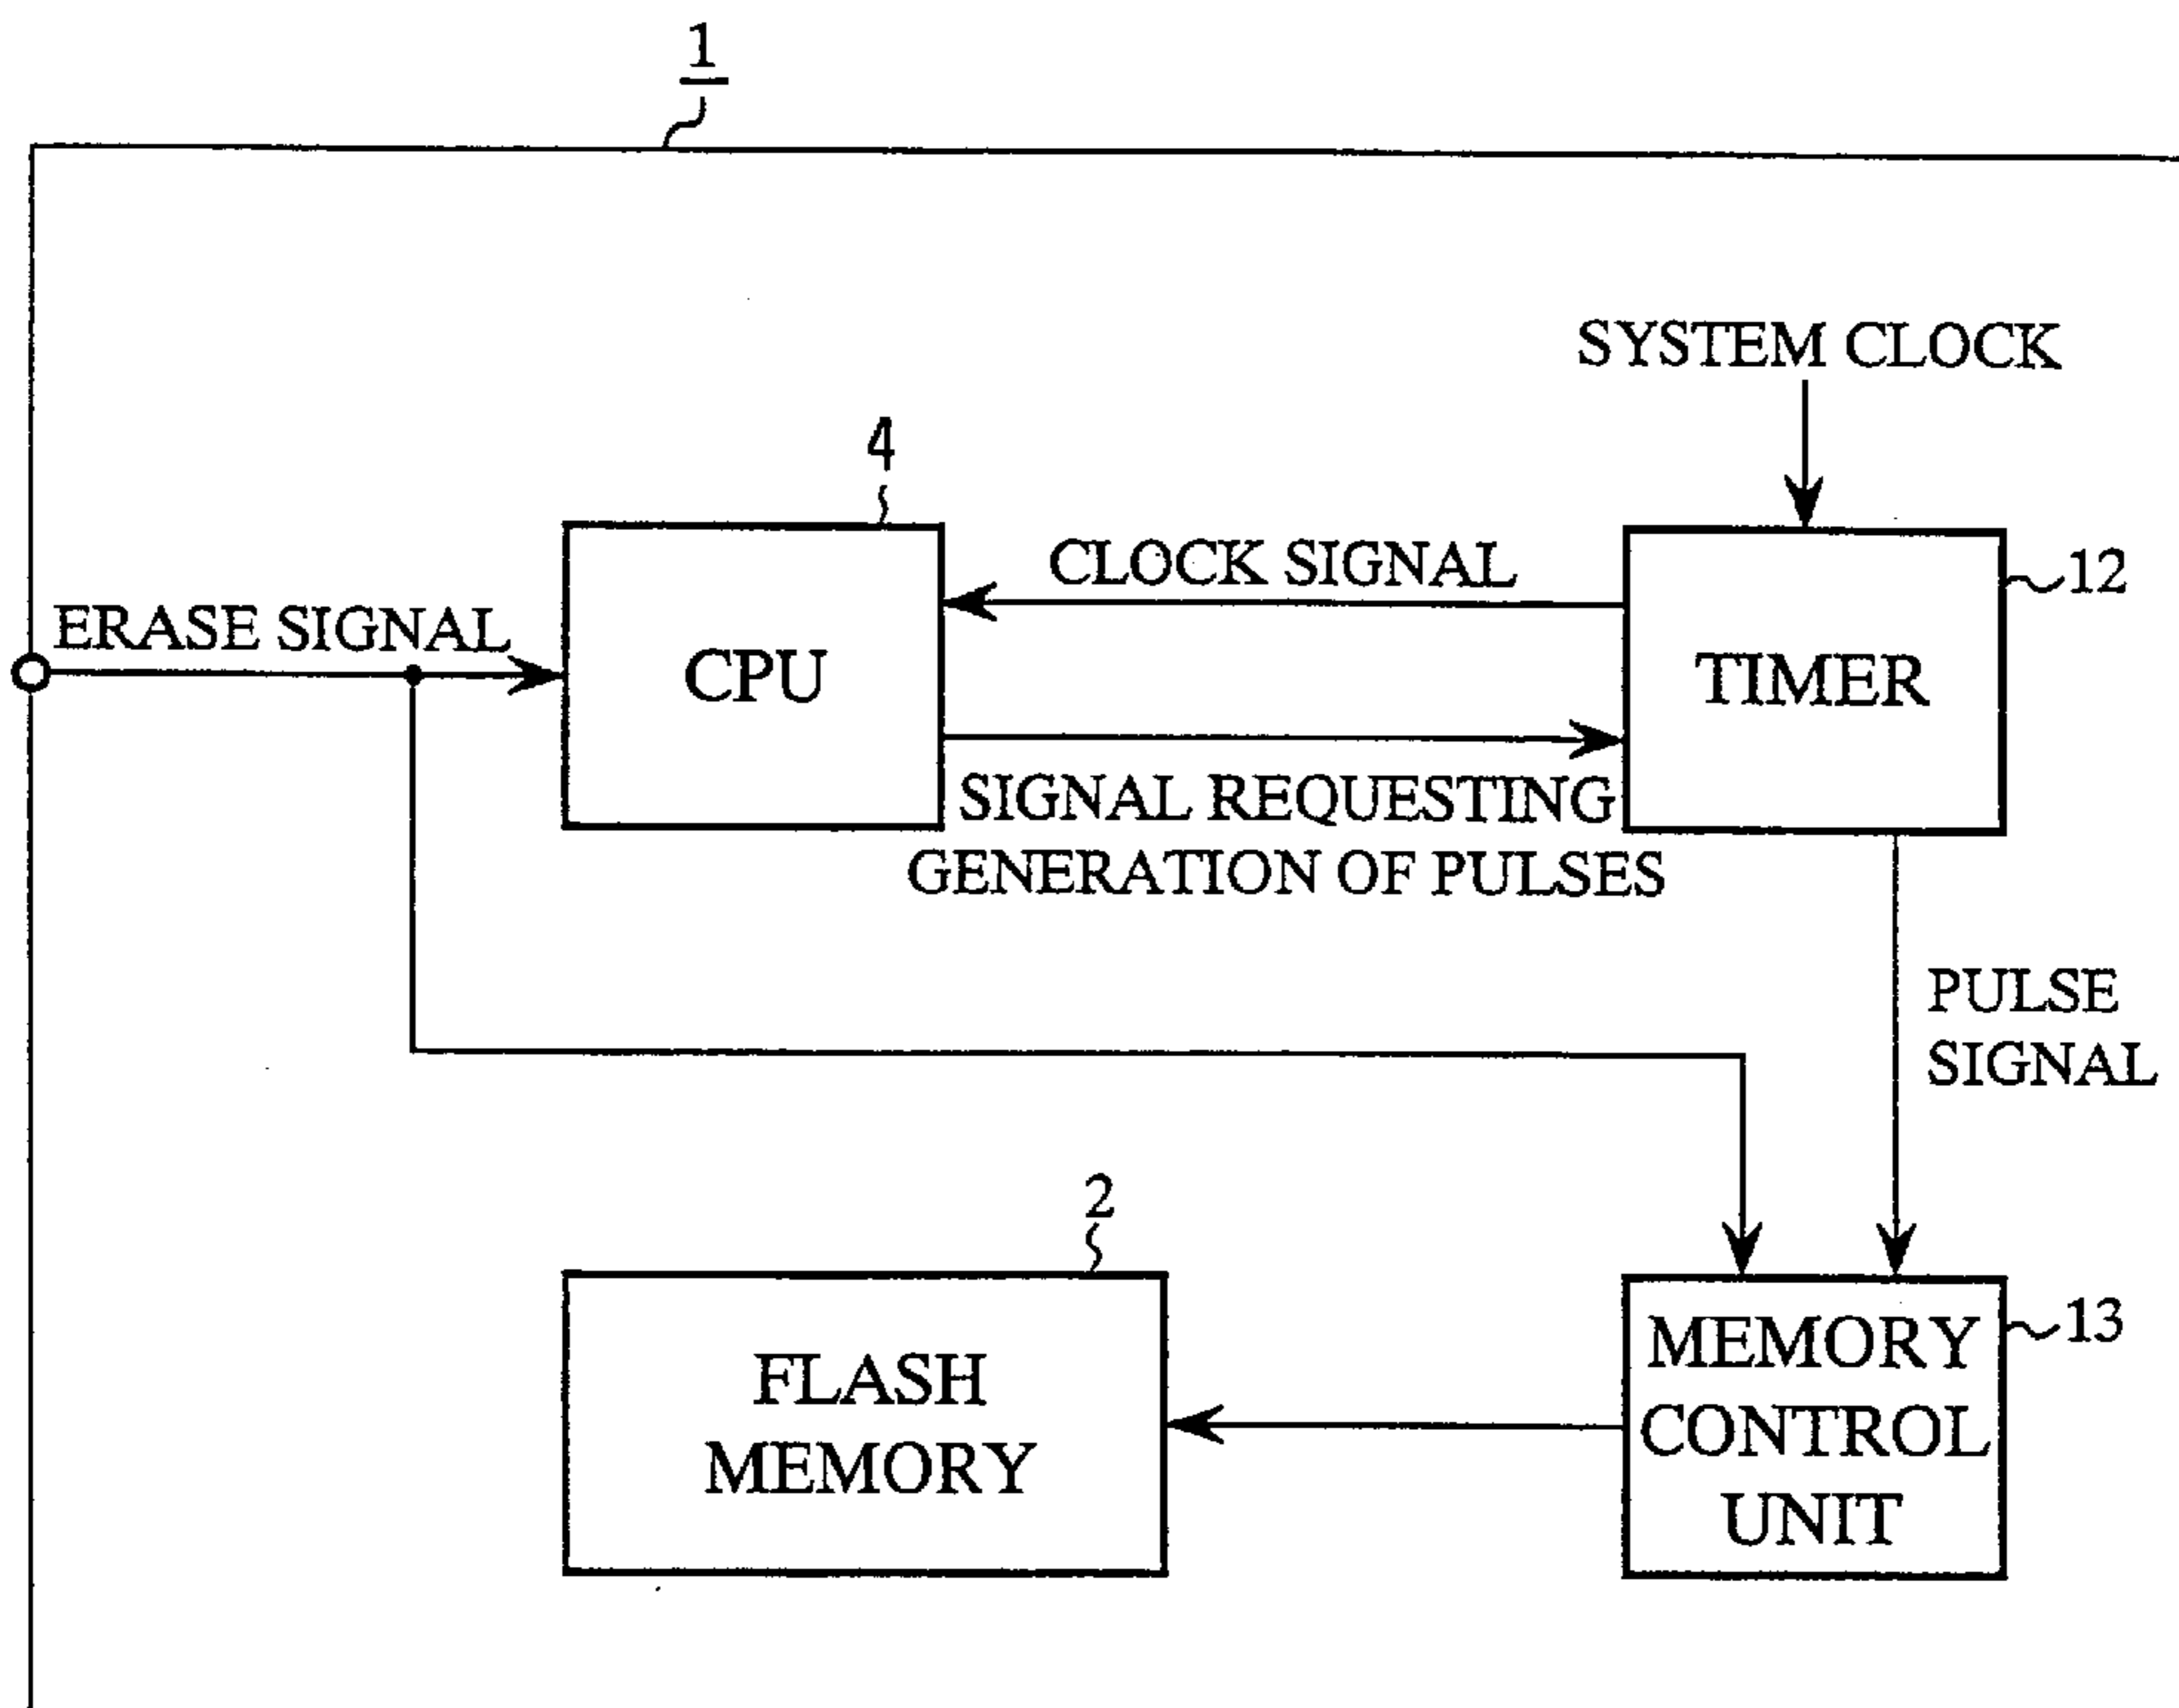 1
SYSTEM CLOCK
4
CLOCK SIGNAL
12
ERASE SIGNAL
CPU
TIMER
SIGNAL REQUESTING
GENERATION OF PULSES
PULSE
SIGNAL
2
13
FLASH
MEMORY
MEMORY
CONTROL
UNIT